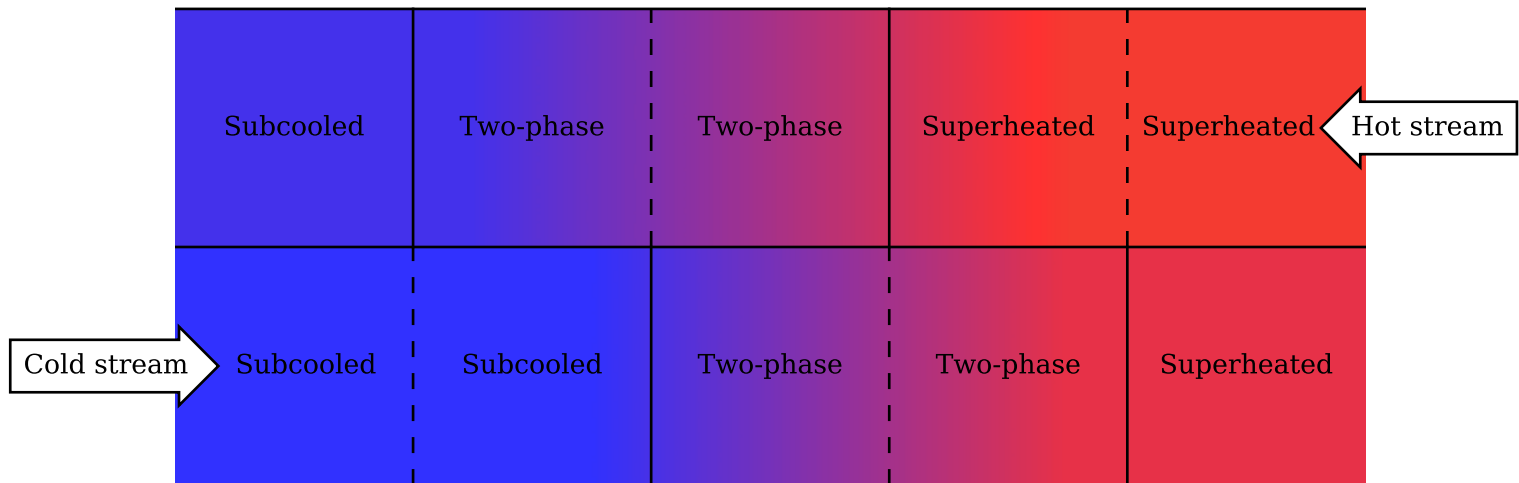 Subcooled
Two-phase
Two-phase
Superheated
Superheated
Hot stream
Cold stream
Subcooled
Subcooled
Two-phase
Two-phase
Superheated